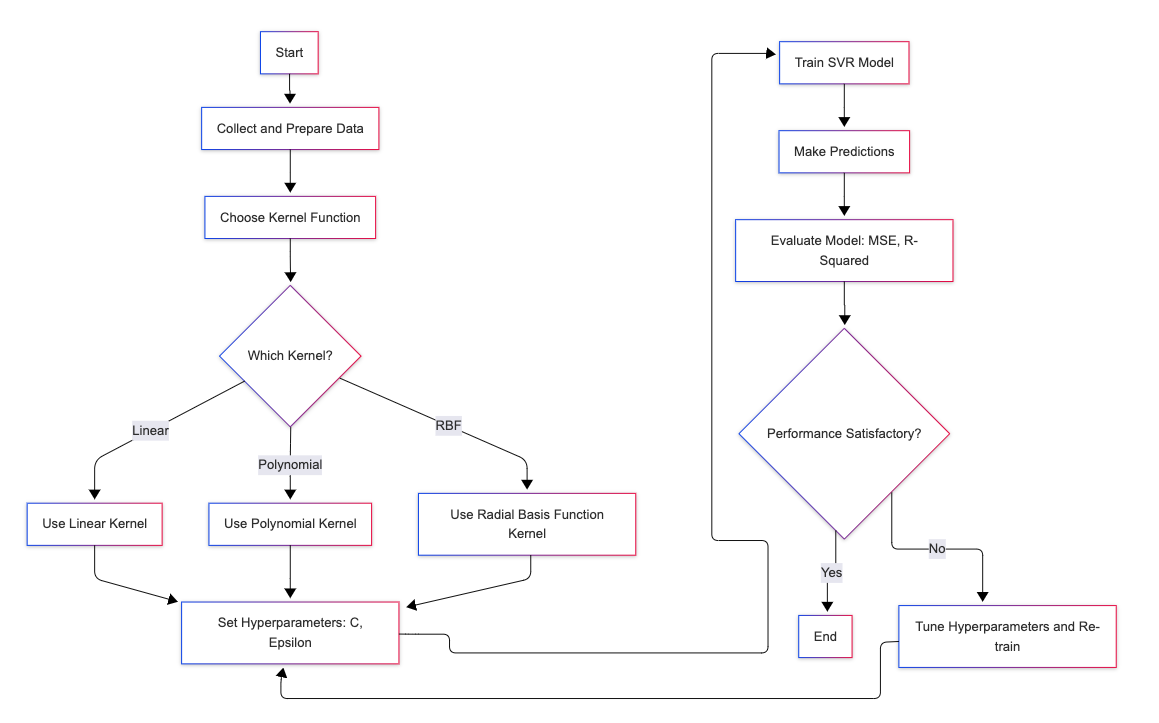 Start
Collect and Prepare Data
Choose Kernel Function
Which Kernel?
Linear
Polynomial
RBF
Use Linear Kernel
Use Polynomial Kernel
Use Radial Basis Function
Kernel
Set Hyperparameters: C,
Epsilon
Train SVR Model
Make Predictions
Evaluate Model: MSE, R-
Squared
Performance Satisfactory?
Yes
No
End
Tune Hyperparameters and Re-
train